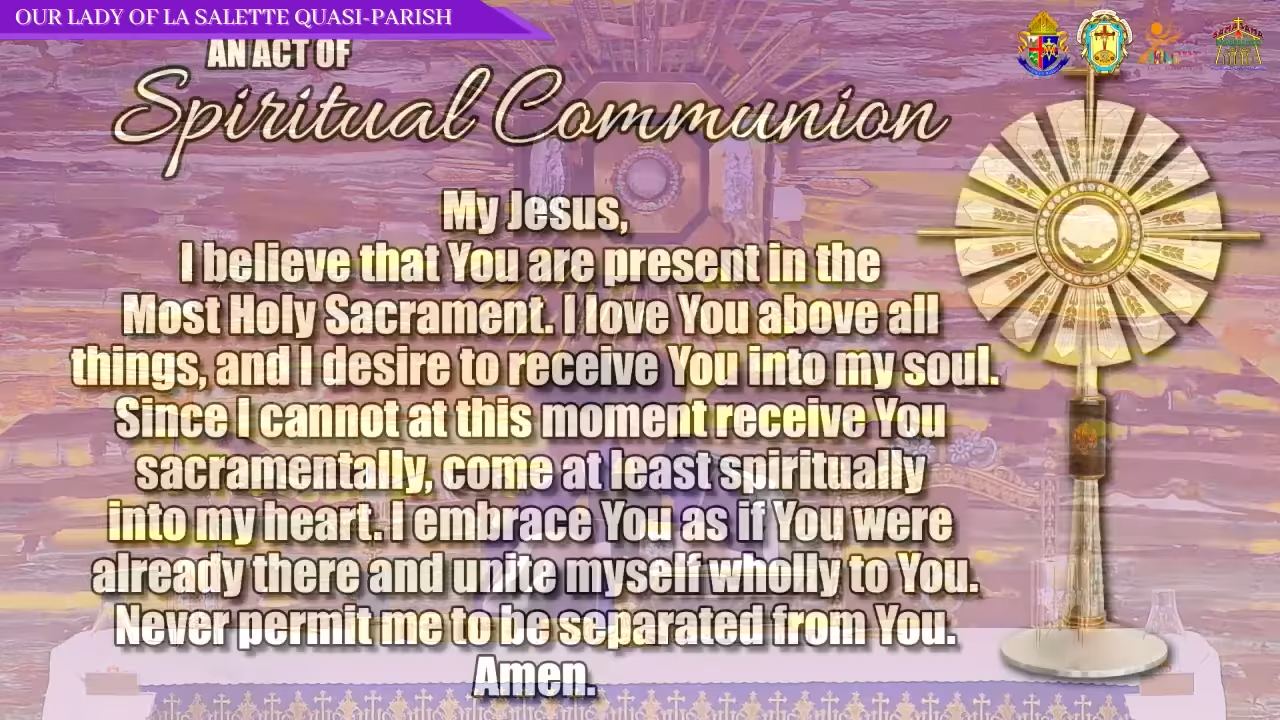 OUR LADY OF LA SALETTE QUASI-PARISH
AN ACT OF
Spiritual Communion
My Jesus,
I believe that You are present in the
Most Holy Sacrament. I love You above all
things, and I desire to receive You into my soul.
Since I cannot at this moment receive You
sacramentally, come at least spiritually
into my heart. I embrace You as if You were
already there and unite myself wholly to You.
Never permit me to be separated from You.
Amen.